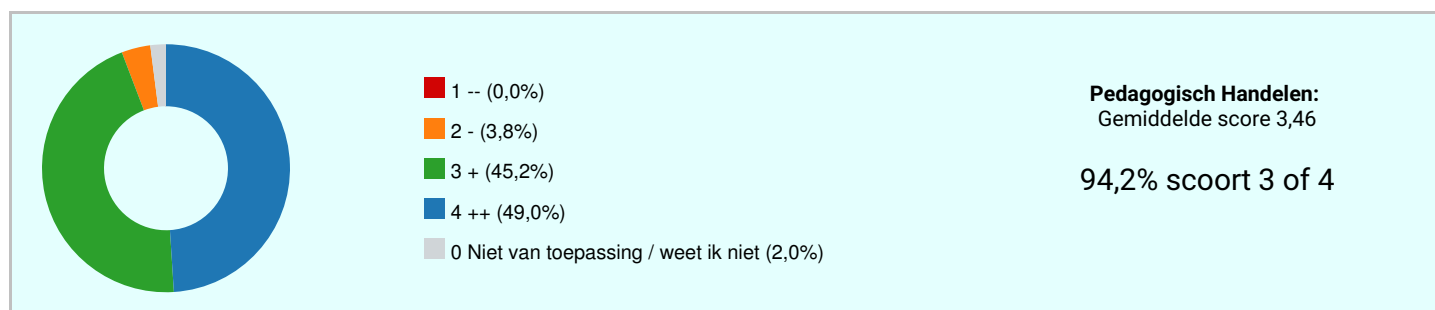 1 -- (0,0%)
2 - (3,8%)
3 + (45,2%)
4 ++ (49,0%)
0 Niet van toepassing / weet ik niet (2,0%)
Pedagogisch Handelen:
Gemiddelde score 3,46
94,2% scoort 3 of 4